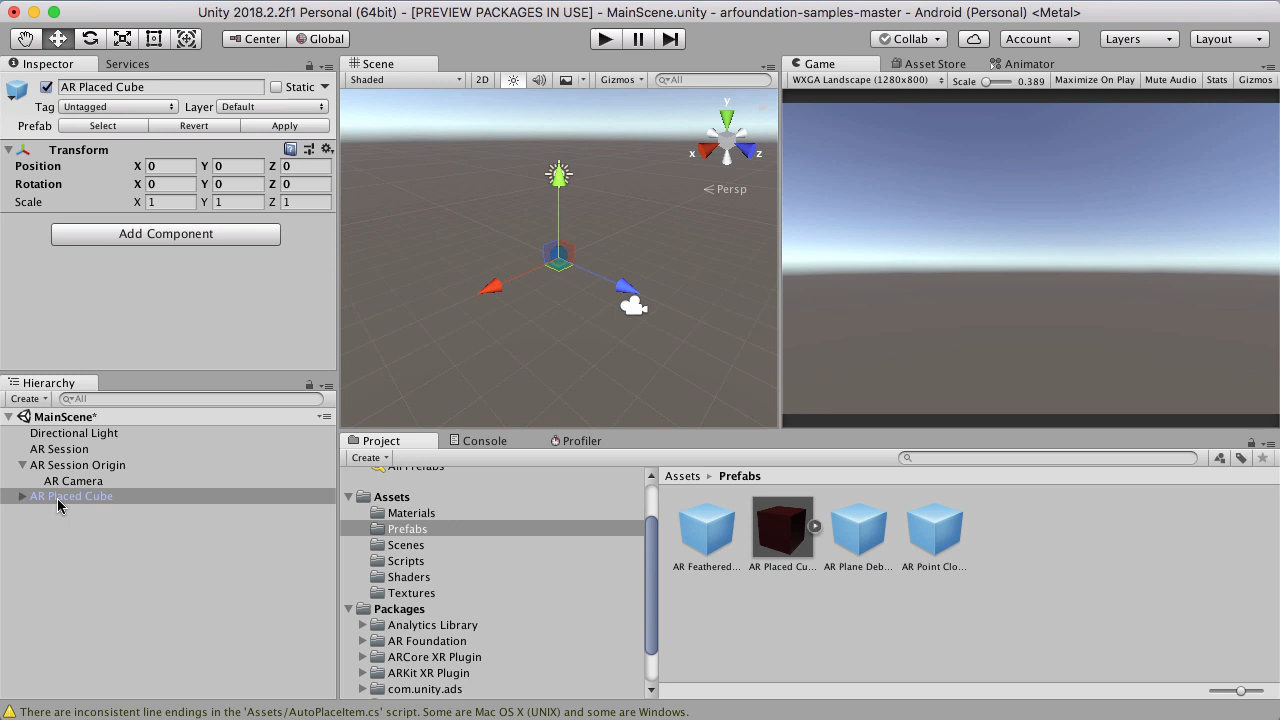 Unity 2018.2.2f1 Personal (64bit) - [PREVIEW PACKAGES IN USE] - MainScene.unity - arfoundation-samples-master - Android (Personal) <Metal>
Center Global Collab Account Layers Layout
Inspector Services
AR Placed Cube Static
Tag Untagged Layer Default
Prefab Select Revert Apply
Transform
Position X 0 Y 0 Z 0
Rotation X 0 Y 0 Z 0
Scale X 1 Y 1 Z 1
Add Component
Hierarchy
Create All
MainScene*
Directional Light
AR Session
AR Session Origin
AR Camera
AR Placed Cube
Scene
Shaded 2D Gizmos All
y
x z
Persp
Game Asset Store Animator
WXGA Landscape (1280x800) Scale 0.389 Maximize On Play Mute Audio Stats Gizmos
Project Console Profiler
Create
All Prefabs
Assets
Materials
Prefabs
Scenes
Scripts
Shaders
Textures
Packages
Analytics Library
AR Foundation
ARCore XR Plugin
ARKit XR Plugin
com.unity.ads
Assets Prefabs
AR Feathered... AR Placed Cu... AR Plane Deb... AR Point Clo...
There are inconsistent line endings in the 'Assets/AutoPlaceItem.cs' script. Some are Mac OS X (UNIX) and some are Windows.